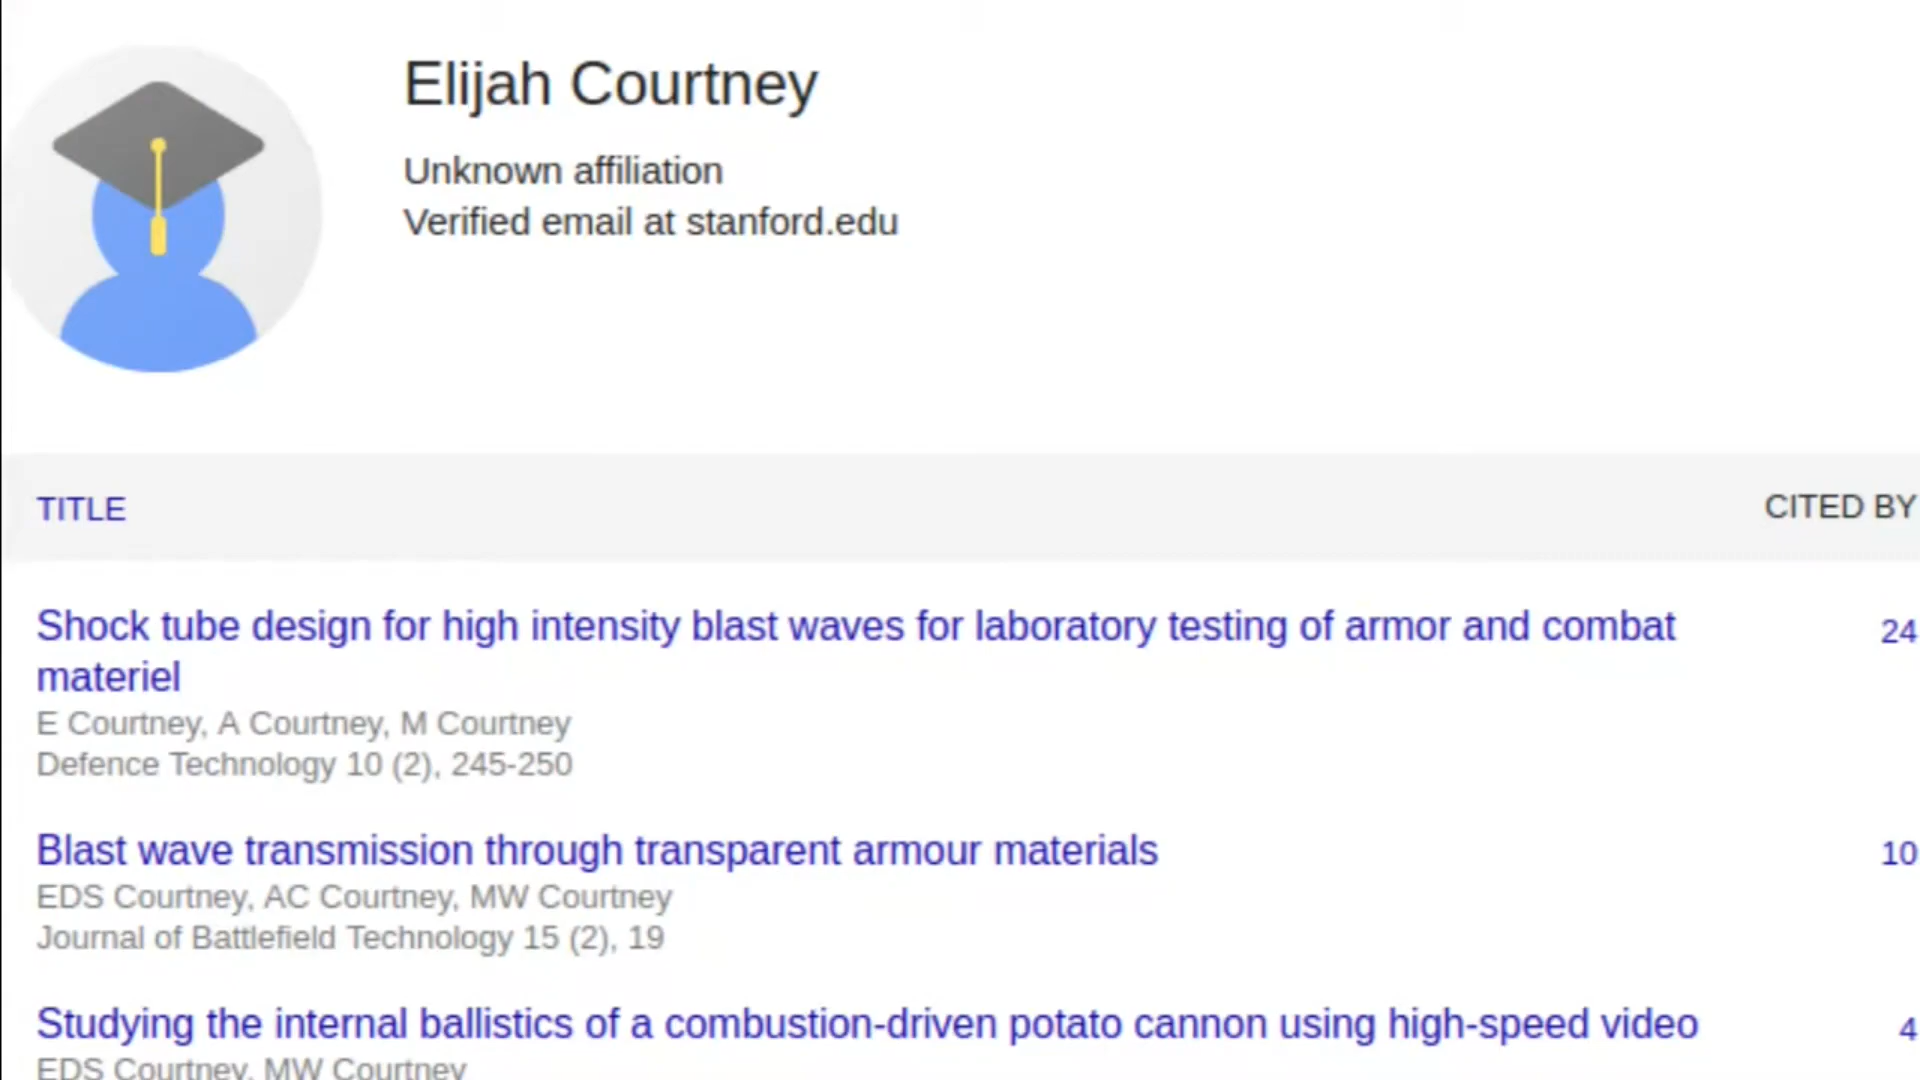 Elijah Courtney
Unknown affiliation
Verified email at stanford.edu
TITLE
CITED BY
Shock tube design for high intensity blast waves for laboratory testing of armor and combat
materiel
24
E Courtney, A Courtney, M Courtney
Defence Technology 10 (2), 245-250
Blast wave transmission through transparent armour materials
10
EDS Courtney, AC Courtney, MW Courtney
Journal of Battlefield Technology 15 (2), 19
Studying the internal ballistics of a combustion-driven potato cannon using high-speed video
4
EDS Courtney, MW Courtney